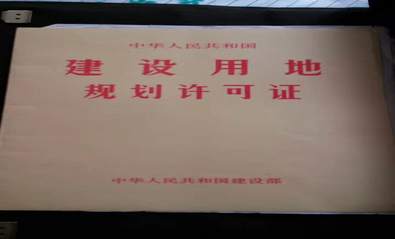 中华人民共和国
建设用地
规划许可证
中华人民共和国建设部